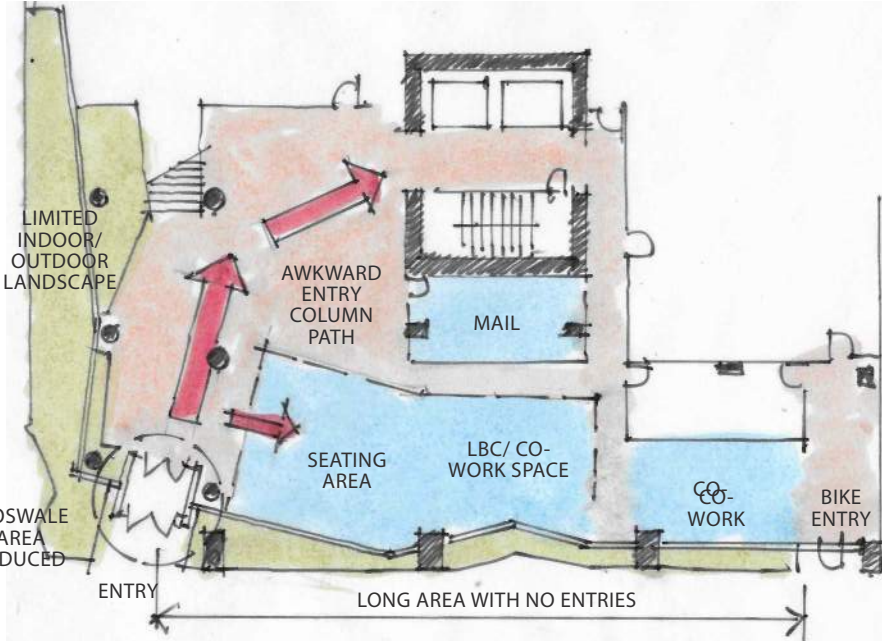 LIMITED
INDOOR/
OUTDOOR
LANDSCAPE
AWKWARD
ENTRY
COLUMN
PATH
MAIL
SEATING
AREA
LBC/ CO-
WORK SPACE
CO-
CO-
WORK
BIKE
ENTRY
OSWALE
AREA
DUCED
ENTRY
LONG AREA WITH NO ENTRIES